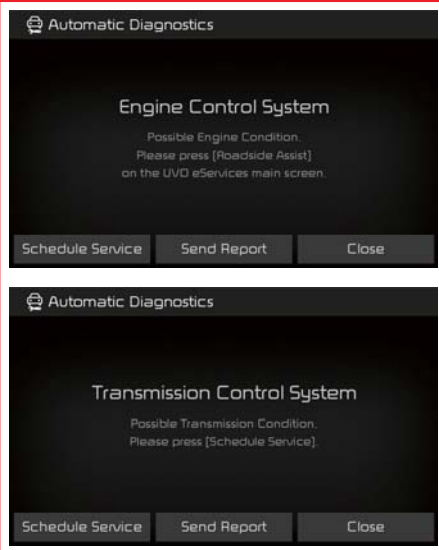 Automatic Diagnostics
Engine Control System
Possible Engine Condition.
Please press [Roadside Assist]
on the UVO eServices main screen.
Schedule Service Send Report Close
Automatic Diagnostics
Transmission Control System
Possible Transmission Condition.
Please press [Schedule Service].
Schedule Service Send Report Close